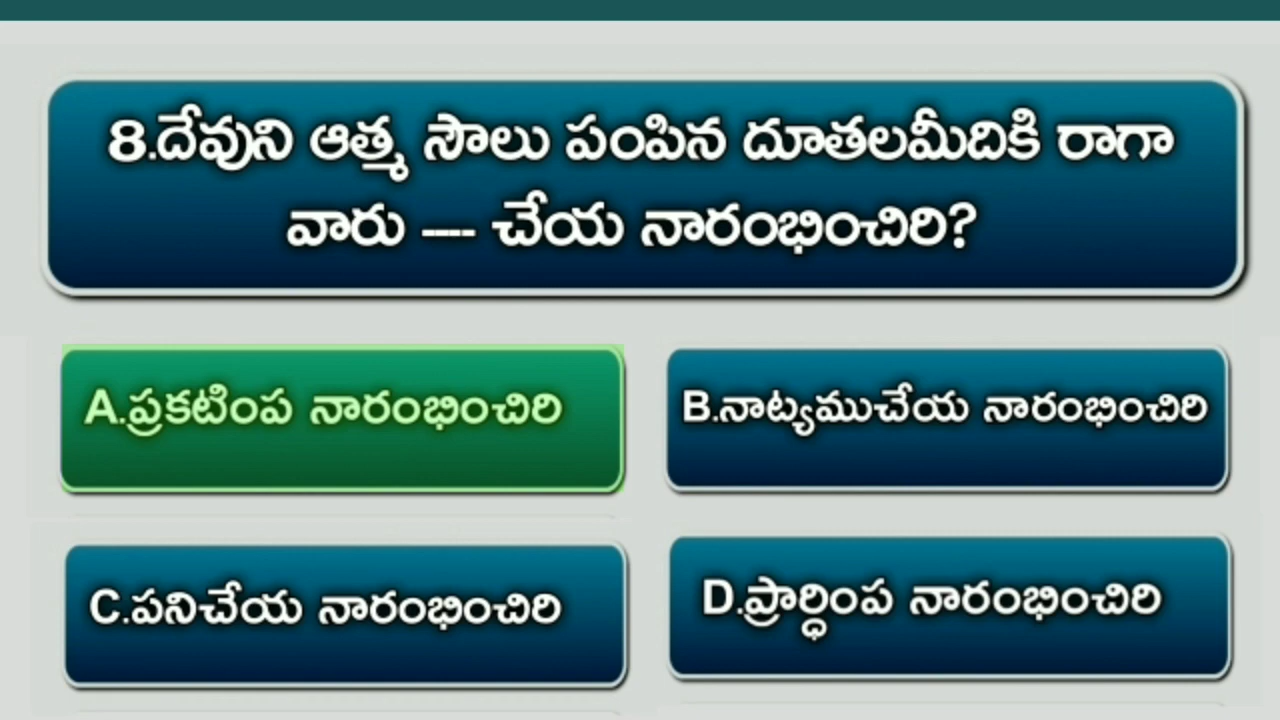 8.దేవుని ఆత్మ సౌలు పంపిన దూతలమీదికి రాగా
వారు ---- చేయ నారంభించిరి?
A.ప్రకటింప నారంభించిరి
B.నాట్యముచేయ నారంభించిరి
C.పనిచేయ నారంభించిరి
D.ప్రార్ధింప నారంభించిరి